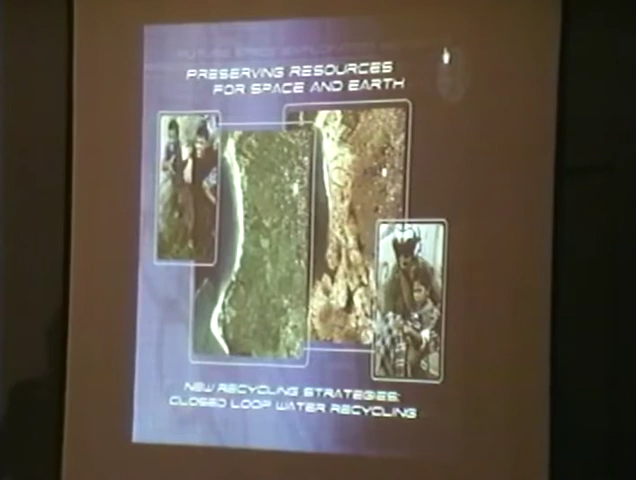 PRESERVING RESOURCES
FOR SPACE AND EARTH
NEW RECYCLING STRATEGIES:
CLOSED LOOP WATER RECYCLING